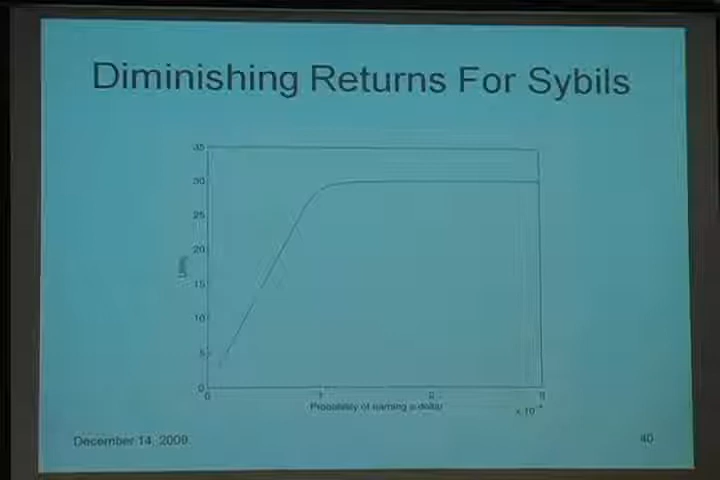 Diminishing Returns For Sybils
35
30
25
20
15
10
5
0
0 1 2 3
Probability of earning a dollar
x 10
December 14, 2009
40